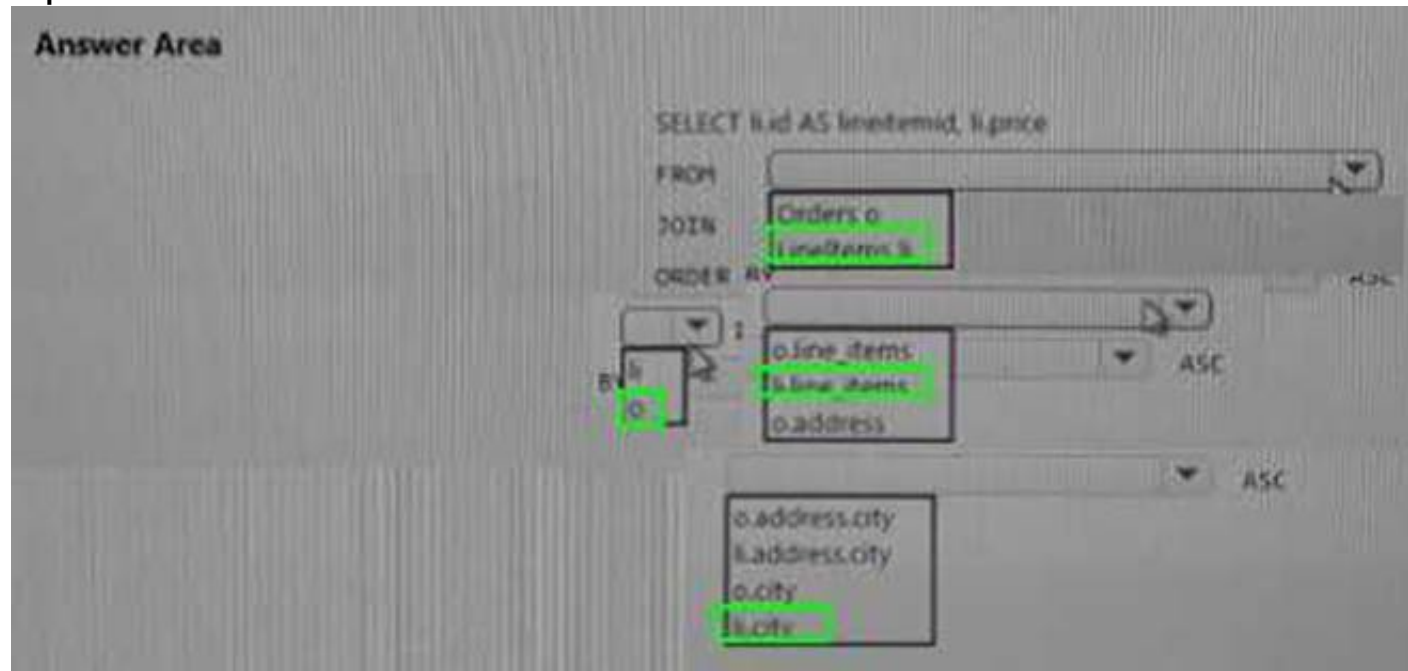 Answer Area
SELECT li.id AS lineitemid, li.price
FROM
JOIN
Orders o
LineItems li
ORDER BY
ASC
li
o
:
o.line_items
li.line_items
o.address
ASC
BY
ASC
o.address.city
li.address.city
o.city
li.city